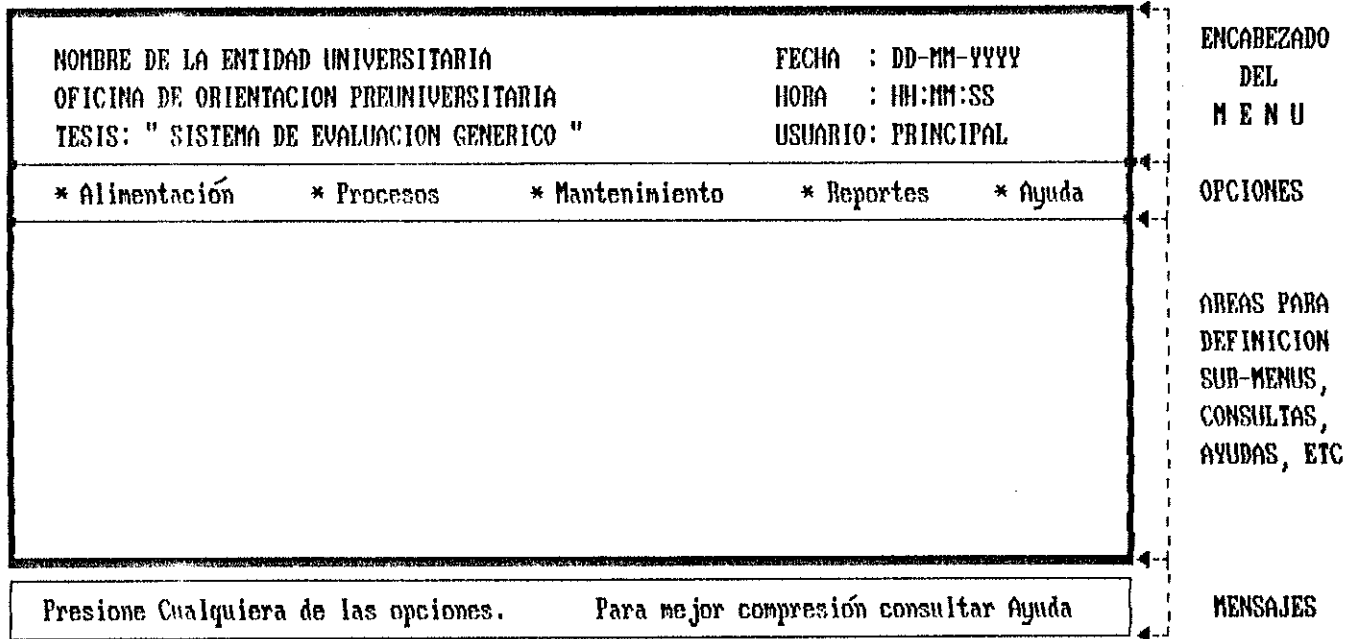 NOMBRE DE LA ENTIDAD UNIVERSITARIA FECHA : DD-MM-YYYY
OFICINA DE ORIENTACION PREUNIVERSITARIA HORA : HH:MM:SS
TESIS: " SISTEMA DE EVALUACION GENERICO " USUARIO: PRINCIPAL
ENCABEZADO
DEL
M E N U
* Alimentación * Procesos * Mantenimiento * Reportes * Ayuda
OPCIONES
AREAS PARA
DEFINICION
SUB-MENUS,
CONSULTAS,
AYUDAS, ETC
Presione Cualquiera de las opciones. Para mejor compresión consultar Ayuda
MENSAJES